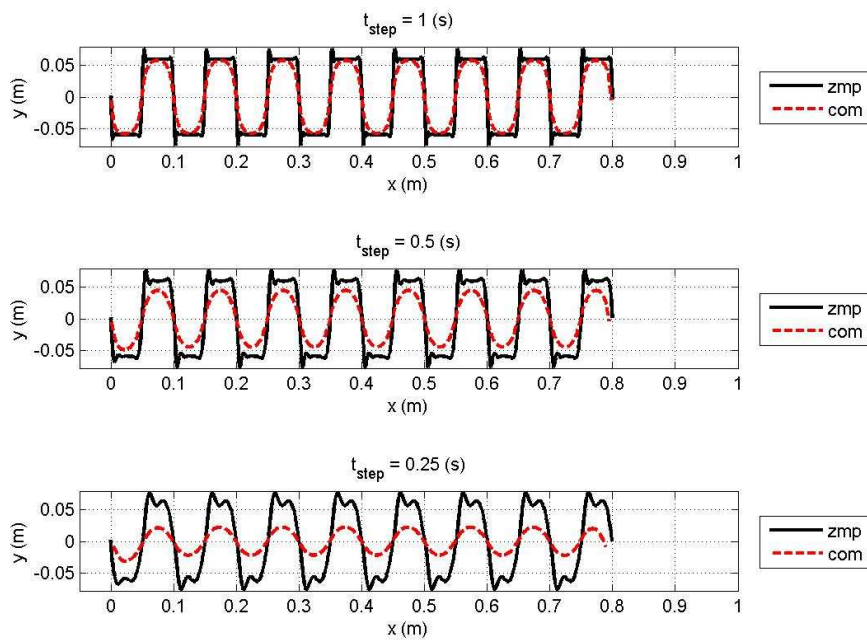 t_step = 1 (s)
y (m)
0.05
0
-0.05
0 0.1 0.2 0.3 0.4 0.5 0.6 0.7 0.8 0.9 1
x (m)
zmp
com
t_step = 0.5 (s)
y (m)
0.05
0
-0.05
0 0.1 0.2 0.3 0.4 0.5 0.6 0.7 0.8 0.9 1
x (m)
zmp
com
t_step = 0.25 (s)
y (m)
0.05
0
-0.05
0 0.1 0.2 0.3 0.4 0.5 0.6 0.7 0.8 0.9 1
x (m)
zmp
com